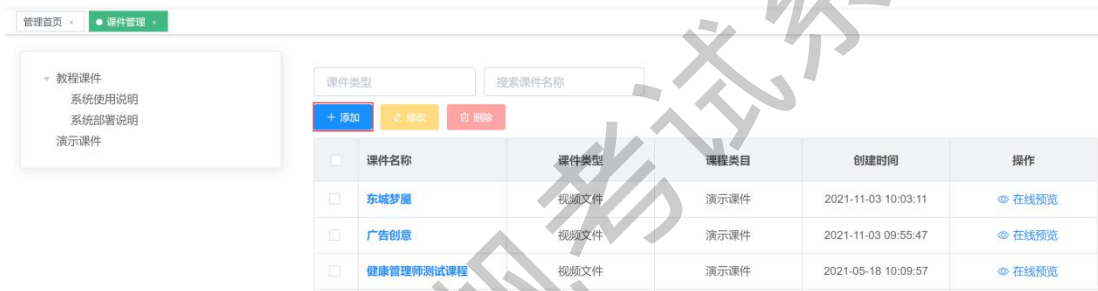 管理首页 ×
课件管理 ×
教程课件
系统使用说明
系统部署说明
演示课件
课件类型 搜索课件名称
+ 添加 修改 删除
课件名称 课件类型 课程类目 创建时间 操作
东城梦魇 视频文件 演示课件 2021-11-03 10:03:11 在线预览
广告创意 视频文件 演示课件 2021-11-03 09:55:47 在线预览
健康管理师测试课程 视频文件 演示课件 2021-05-18 10:09:57 在线预览
考试系